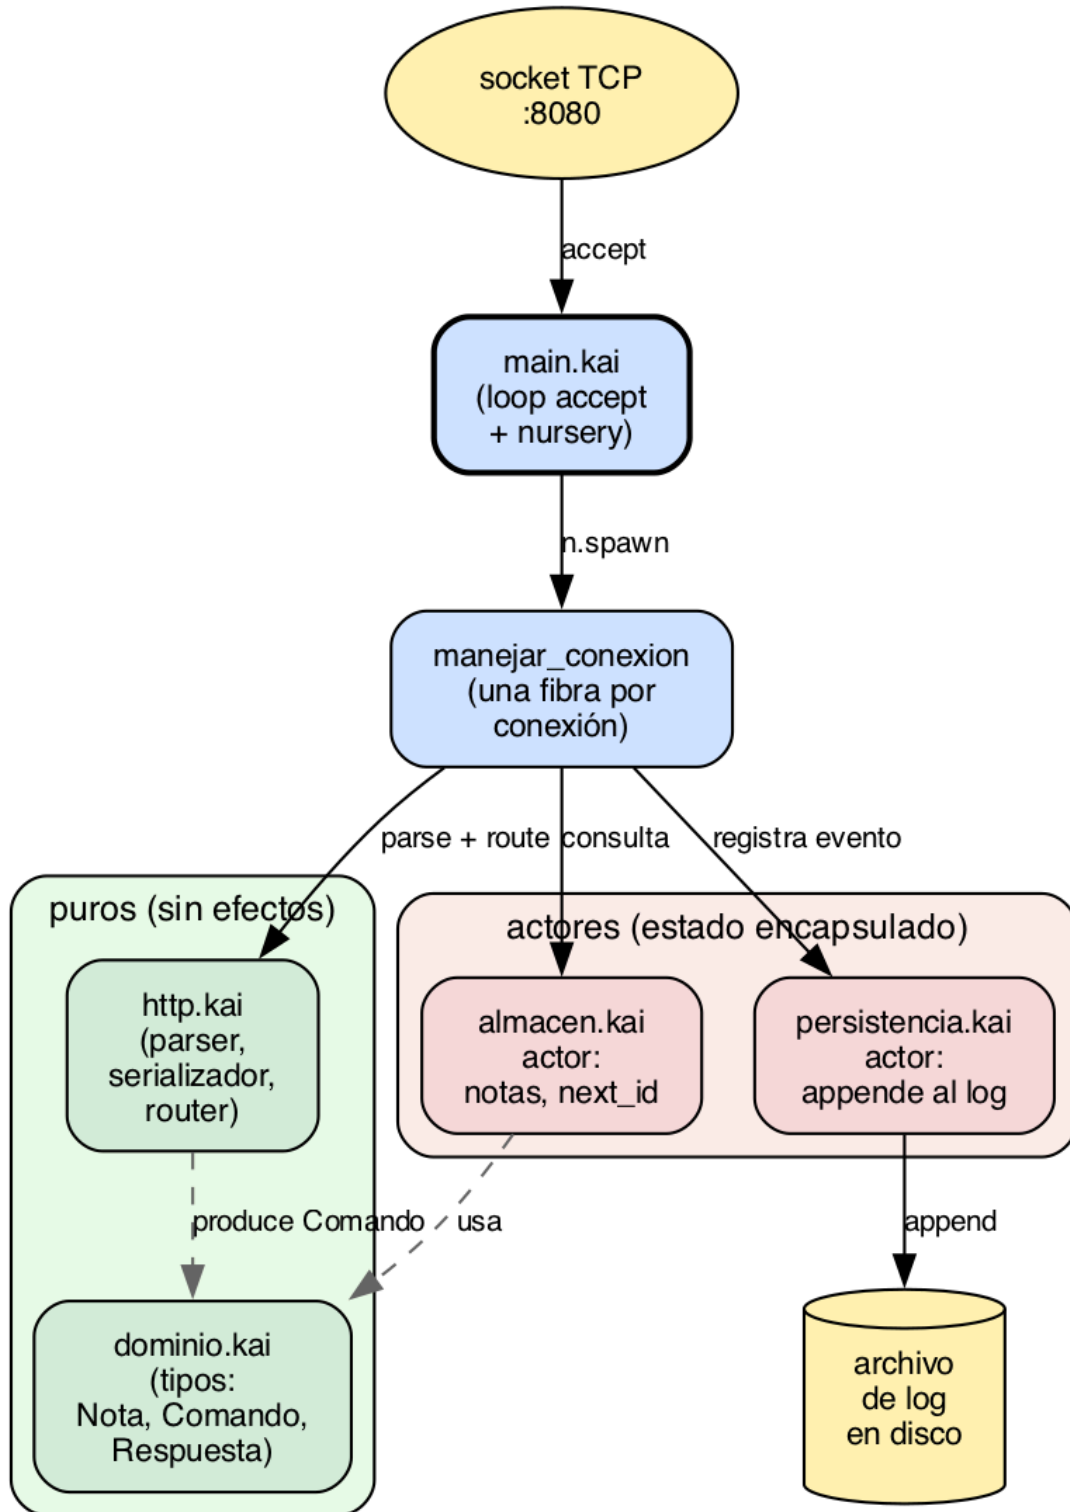 socket TCP
:8080
accept
main.kai
(loop accept
+ nursery)
n.spawn
manejar_conexion
(una fibra por
conexión)
parse + route
consulta
registra evento
puros (sin efectos)
actores (estado encapsulado)
http.kai
(parser,
serializador,
router)
almacen.kai
actor:
notas, next_id
persistencia.kai
actor:
appende al log
produce Comando
usa
append
dominio.kai
(tipos:
Nota, Comando,
Respuesta)
archivo
de log
en disco